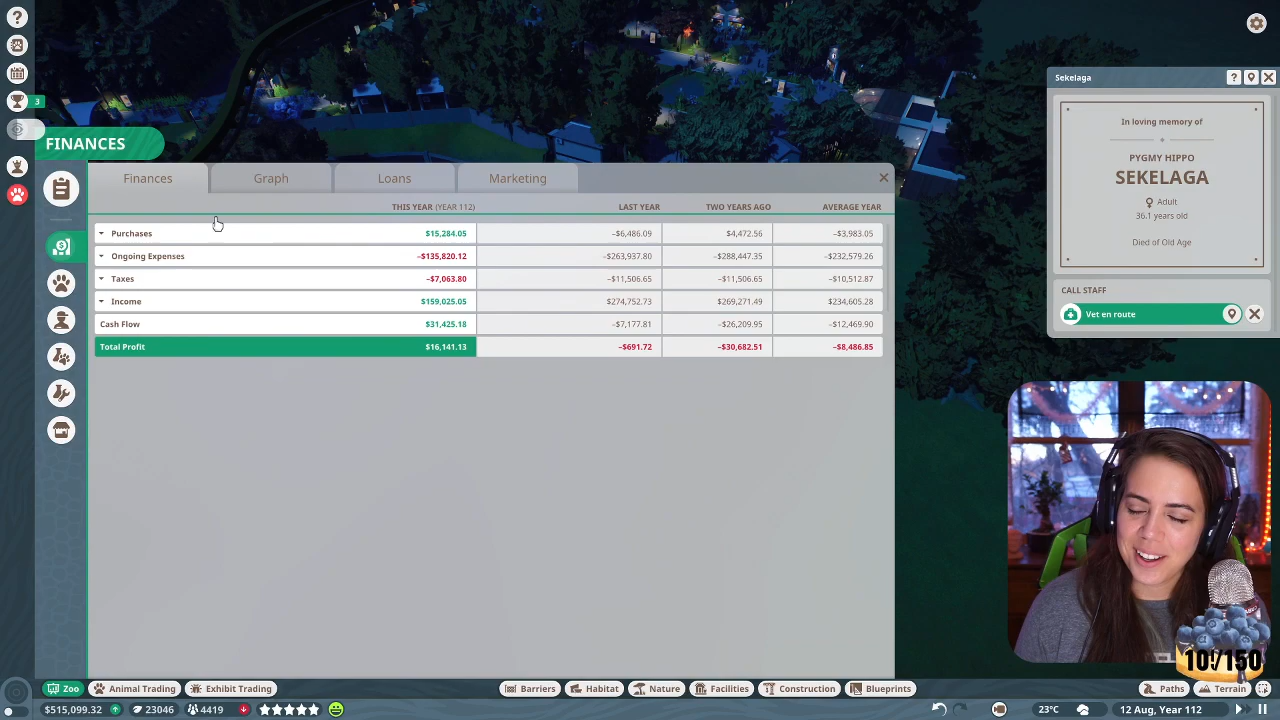 ?
3
FINANCES
Finances Graph Loans Marketing
THIS YEAR (YEAR 112) LAST YEAR TWO YEARS AGO AVERAGE YEAR
Purchases $15,284.05 –$6,486.09 $4,472.56 –$3,983.05
Ongoing Expenses –$135,820.12 –$263,937.80 –$288,447.35 –$232,579.26
Taxes –$7,063.80 –$11,506.65 –$11,506.65 –$10,512.87
Income $159,025.05 $274,752.73 $269,271.49 $234,605.28
Cash Flow $31,425.18 –$7,177.81 –$26,209.95 –$12,469.90
Total Profit $16,141.13 –$691.72 –$30,682.51 –$8,486.85
Sekelaga ?
In loving memory of
PYGMY HIPPO
SEKELAGA
Adult
36.1 years old
Died of Old Age
CALL STAFF
Vet en route
10/150
Zoo Animal Trading Exhibit Trading Barriers Habitat Nature Facilities Construction Blueprints Paths Terrain
$515,099.32 23046 4419 23°C 12 Aug, Year 112